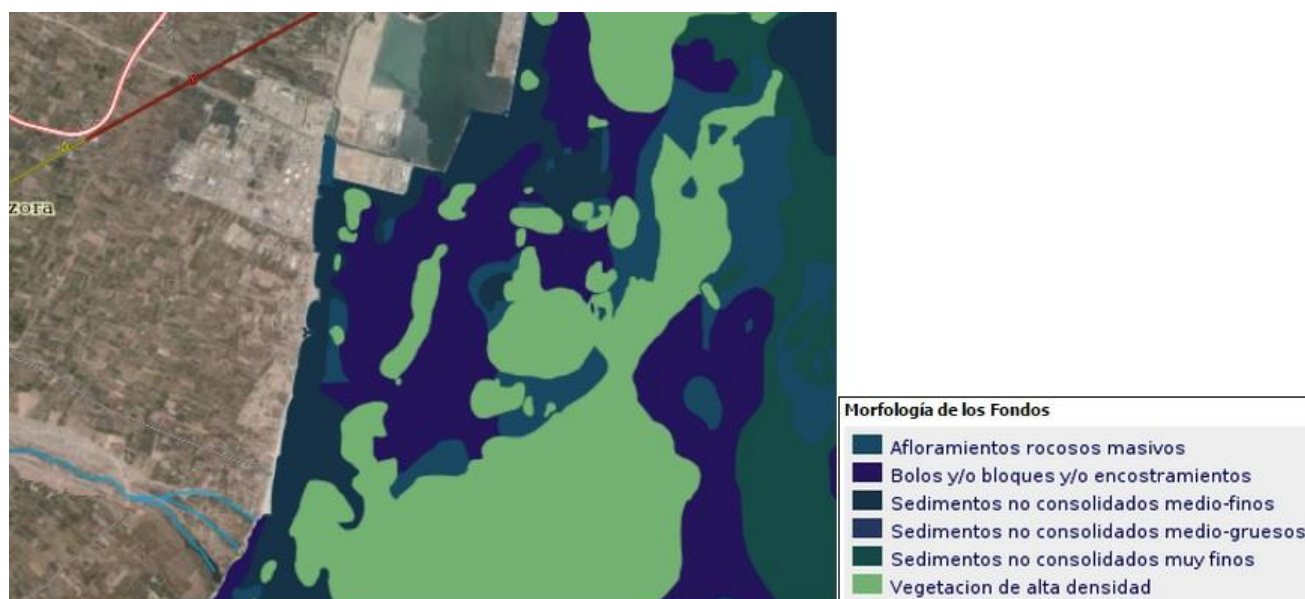 zora
Morfología de los Fondos
Afloramientos rocosos masivos
Bolos y/o bloques y/o encostramientos
Sedimentos no consolidados medio-finos
Sedimentos no consolidados medio-gruesos
Sedimentos no consolidados muy finos
Vegetacion de alta densidad